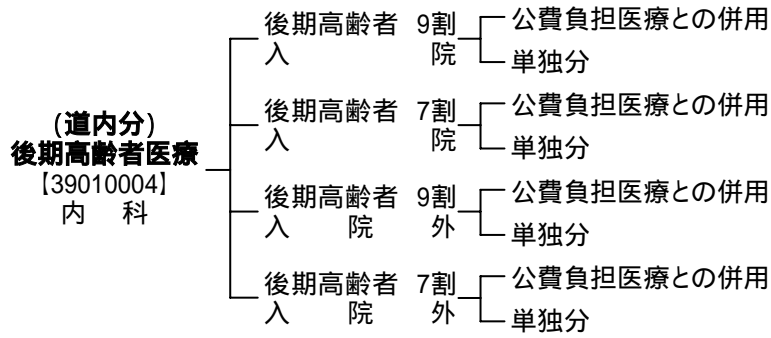 (道内分)
後期高齢者医療
【39010004】
内 科
後期高齢者 9割
入 院
公費負担医療との併用
単独分
後期高齢者 7割
入 院
公費負担医療との併用
単独分
後期高齢者 9割
入 院 外
公費負担医療との併用
単独分
後期高齢者 7割
入 院 外
公費負担医療との併用
単独分